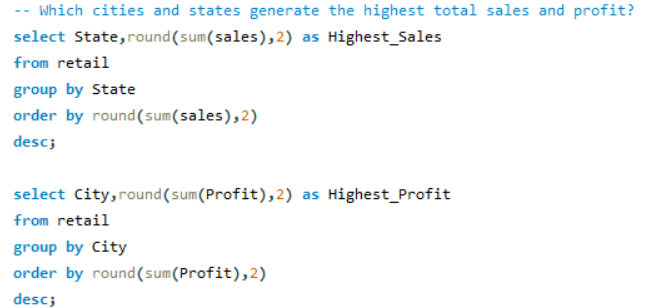 -- Which cities and states generate the highest total sales and profit?
select State,round(sum(sales),2) as Highest_Sales
from retail
group by State
order by round(sum(sales),2)
desc;
select City,round(sum(Profit),2) as Highest_Profit
from retail
group by City
order by round(sum(Profit),2)
desc;